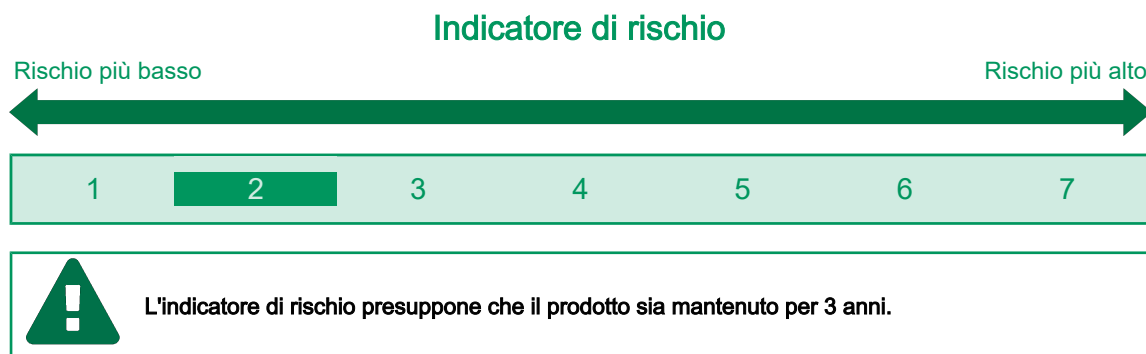 Indicatore di rischio
Rischio più basso
Rischio più alto
1 2 3 4 5 6 7
L'indicatore di rischio presuppone che il prodotto sia mantenuto per 3 anni.